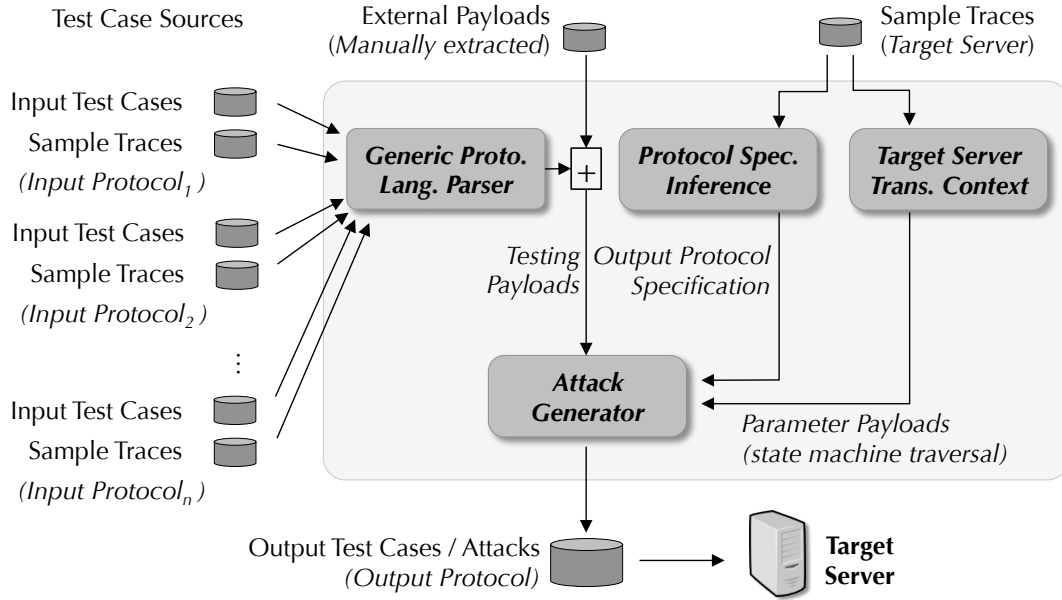 Test Case Sources
External Payloads
(Manually extracted)
Sample Traces
(Target Server)
Input Test Cases
Sample Traces
(Input Protocol1)
Input Test Cases
Sample Traces
(Input Protocol2)
⋮
Input Test Cases
Sample Traces
(Input Protocoln)
Generic Proto.
Lang. Parser
+
Protocol Spec.
Inference
Target Server
Trans. Context
Testing
Payloads
Output Protocol
Specification
Attack
Generator
Parameter Payloads
(state machine traversal)
Output Test Cases / Attacks
(Output Protocol)
Target
Server